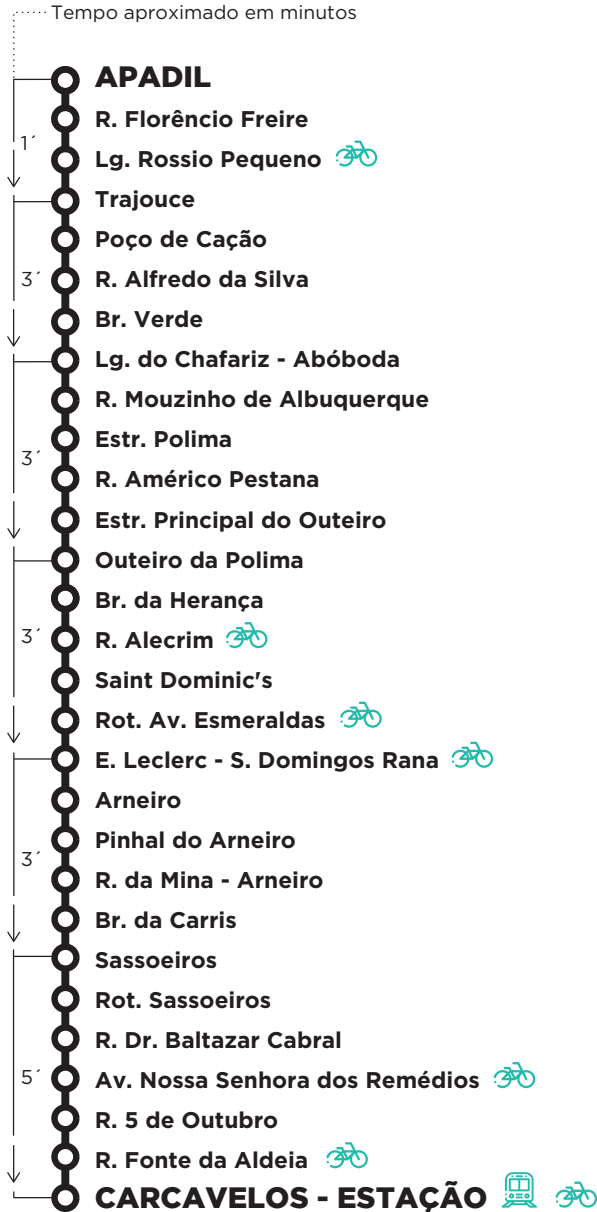 Tempo aproximado em minutos
APADIL
R. Florêncio Freire
1´
Lg. Rossio Pequeno
Trajouce
Poço de Cação
3´
R. Alfredo da Silva
Br. Verde
Lg. do Chafariz - Abóboda
R. Mouzinho de Albuquerque
Estr. Polima
3´
R. Américo Pestana
Estr. Principal do Outeiro
Outeiro da Polima
Br. da Herança
3´
R. Alecrim
Saint Dominic's
Rot. Av. Esmeraldas
E. Leclerc - S. Domingos Rana
Arneiro
Pinhal do Arneiro
3´
R. da Mina - Arneiro
Br. da Carris
Sassoeiros
Rot. Sassoeiros
R. Dr. Baltazar Cabral
5´
Av. Nossa Senhora dos Remédios
R. 5 de Outubro
R. Fonte da Aldeia
CARCAVELOS - ESTAÇÃO